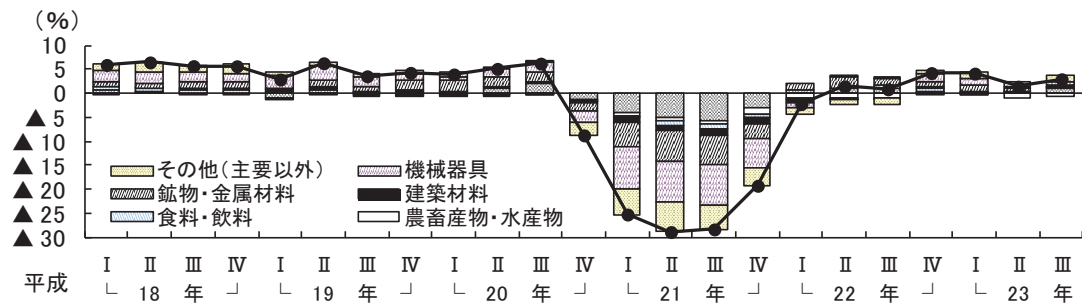 (%)
10
5
0
▲ 5
▲ 10
▲ 15
▲ 20
▲ 25
▲ 30
その他(主要以外)
機械器具
鉱物・金属材料
建築材料
食料・飲料
農畜産物・水産物
Ⅰ Ⅱ Ⅲ Ⅳ Ⅰ Ⅱ Ⅲ Ⅳ Ⅰ Ⅱ Ⅲ Ⅳ Ⅰ Ⅱ Ⅲ Ⅳ Ⅰ Ⅱ Ⅲ Ⅳ Ⅰ Ⅱ Ⅲ
平成 18 年 19 年 20 年 21 年 22 年 23 年